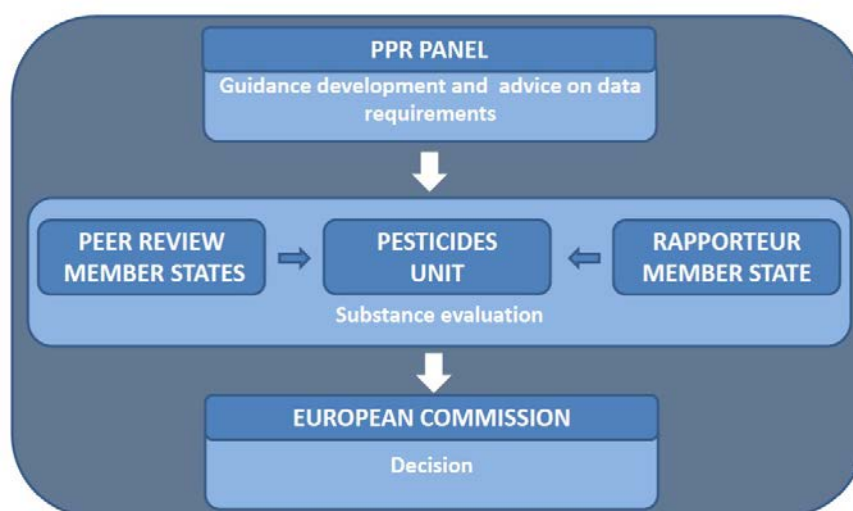 PPR PANEL
Guidance development and advice on data
requirements
PEER REVIEW
MEMBER STATES
PESTICIDES
UNIT
RAPPORTEUR
MEMBER STATE
Substance evaluation
EUROPEAN COMMISSION
Decision